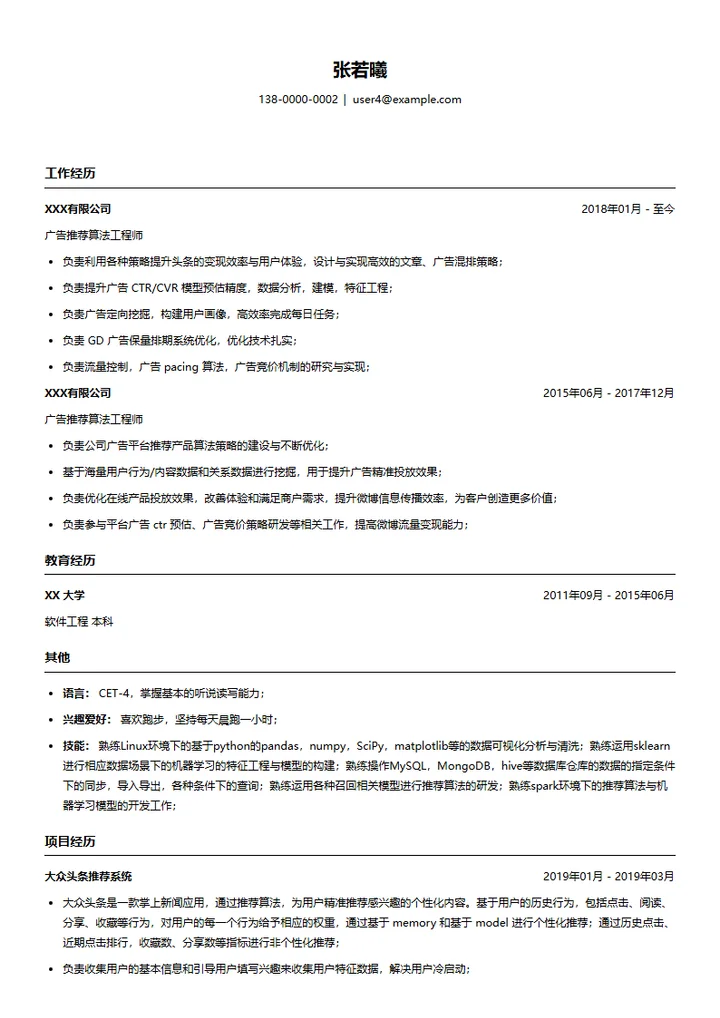 张若曦
138-0000-0002 | user4@example.com
工作经历
XXX有限公司 2018年01月 - 至今
广告推荐算法工程师
• 负责利用各种策略提升头条的变现效率与用户体验，设计与实现高效的文章、广告混排策略；
• 负责提升广告 CTR/CVR 模型预估精度，数据分析，建模，特征工程；
• 负责广告定向挖掘，构建用户画像，高效率完成每日任务；
• 负责 GD 广告保量排期系统优化，优化技术扎实；
• 负责流量控制，广告 pacing 算法，广告竞价机制的研究与实现；
XXX有限公司 2015年06月 - 2017年12月
广告推荐算法工程师
• 负责公司广告平台推荐产品算法策略的建设与不断优化；
• 基于海量用户行为/内容数据和关系数据进行挖掘，用于提升广告精准投放效果；
• 负责优化在线产品投放效果，改善体验和满足商户需求，提升微博信息传播效率，为客户创造更多价值；
• 负责参与平台广告 ctr 预估、广告竞价策略研发等相关工作，提高微博流量变现能力；
教育经历
XX 大学 2011年09月 - 2015年06月
软件工程 本科
其他
• 语言： CET-4，掌握基本的听说读写能力；
• 兴趣爱好： 喜欢跑步，坚持每天晨跑一小时；
• 技能： 熟练Linux环境下的基于python的pandas，numpy，SciPy，matplotlib等的数据可视化分析与清洗；熟练运用sklearn
进行相应数据场景下的机器学习的特征工程与模型的构建；熟练操作MySQL，MongoDB，hive等数据库仓库的数据的指定条件
下的同步，导入导出，各种条件下的查询；熟练运用各种召回相关模型进行推荐算法的研发；熟练spark环境下的推荐算法与机
器学习模型的开发工作；
项目经历
大众头条推荐系统 2019年01月 - 2019年03月
• 大众头条是一款掌上新闻应用，通过推荐算法，为用户精准推荐感兴趣的个性化内容。基于用户的历史行为，包括点击、阅读、
分享、收藏等行为，对用户的每一个行为给予相应的权重，通过基于 memory 和基于 model 进行个性化推荐；通过历史点击、
近期点击排行，收藏数、分享数等指标进行非个性化推荐；
• 负责收集用户的基本信息和引导用户填写兴趣来收集用户特征数据，解决用户冷启动；